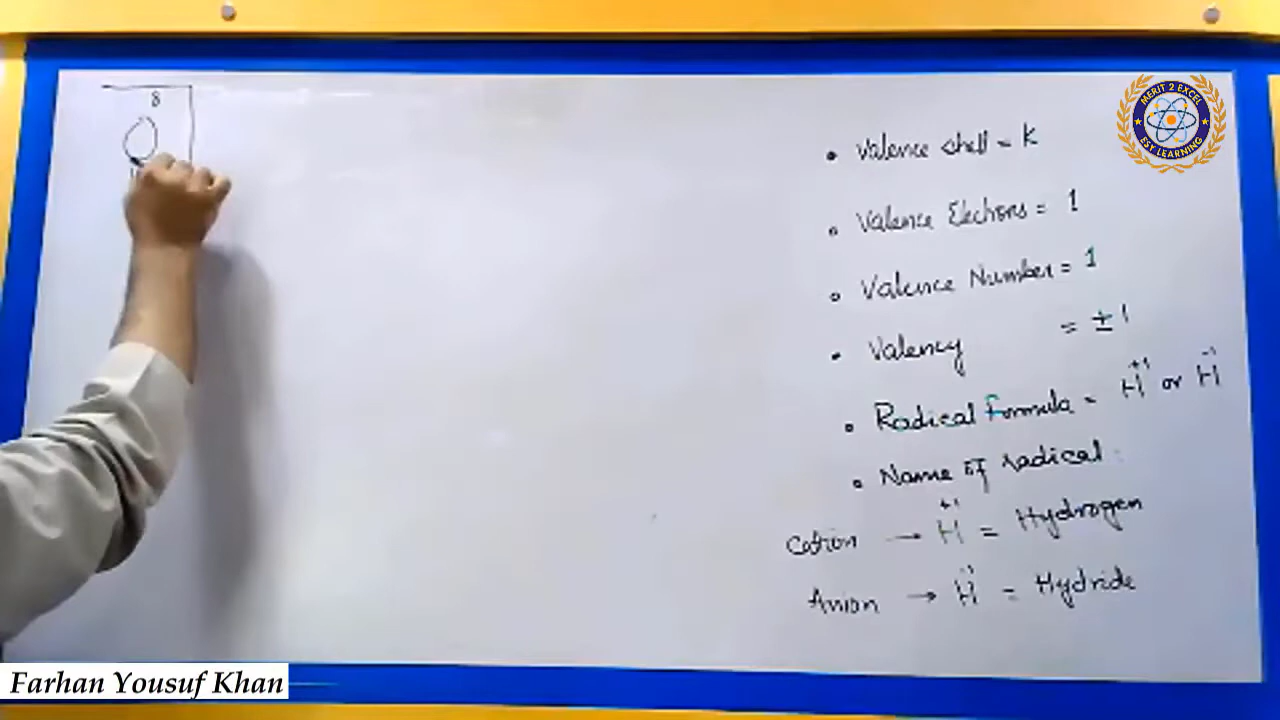 8
O
• Valence shell = K
• Valence Electrons = 1
• Valence Number = 1
• Valency = ±1
• Radical Formula = H+1 or H-1
• Name of radical :
Cation → H+1 = Hydrogen
Anion → H-1 = Hydride
MERIT 2 EXCEL
ESY LEARNING
Farhan Yousuf Khan